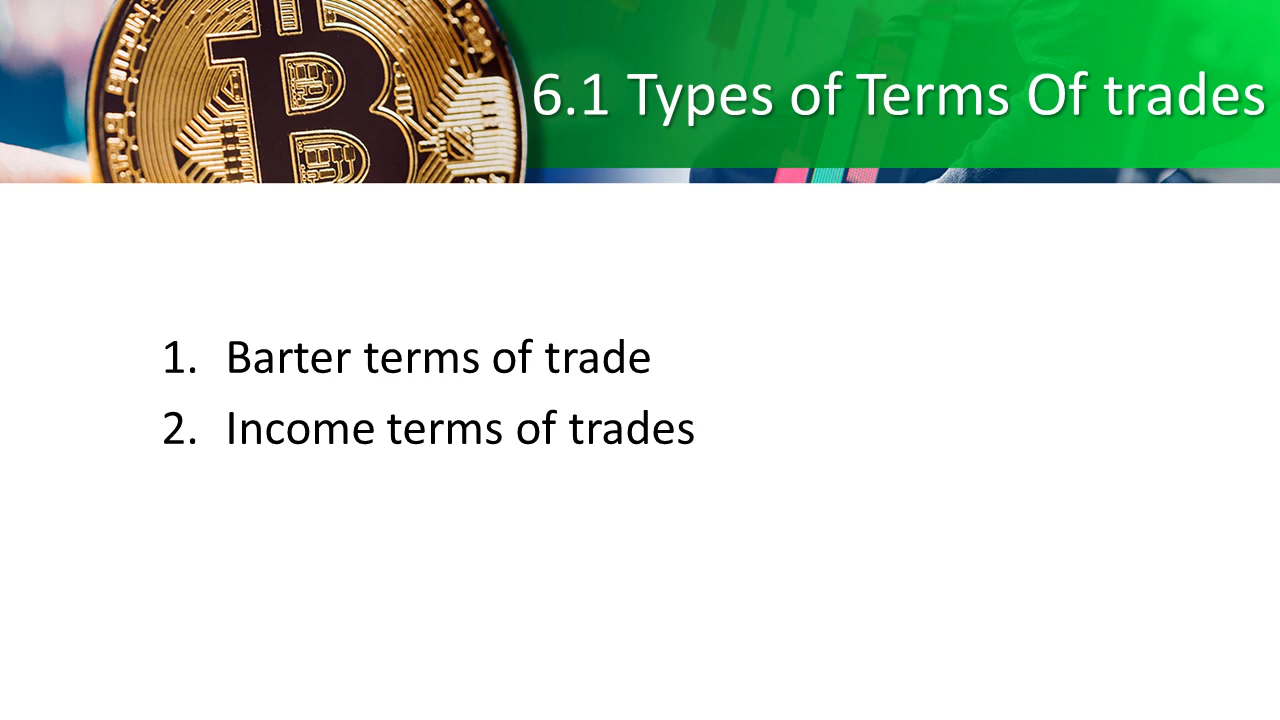 6.1 Types of Terms Of trades
1. Barter terms of trade
2. Income terms of trades